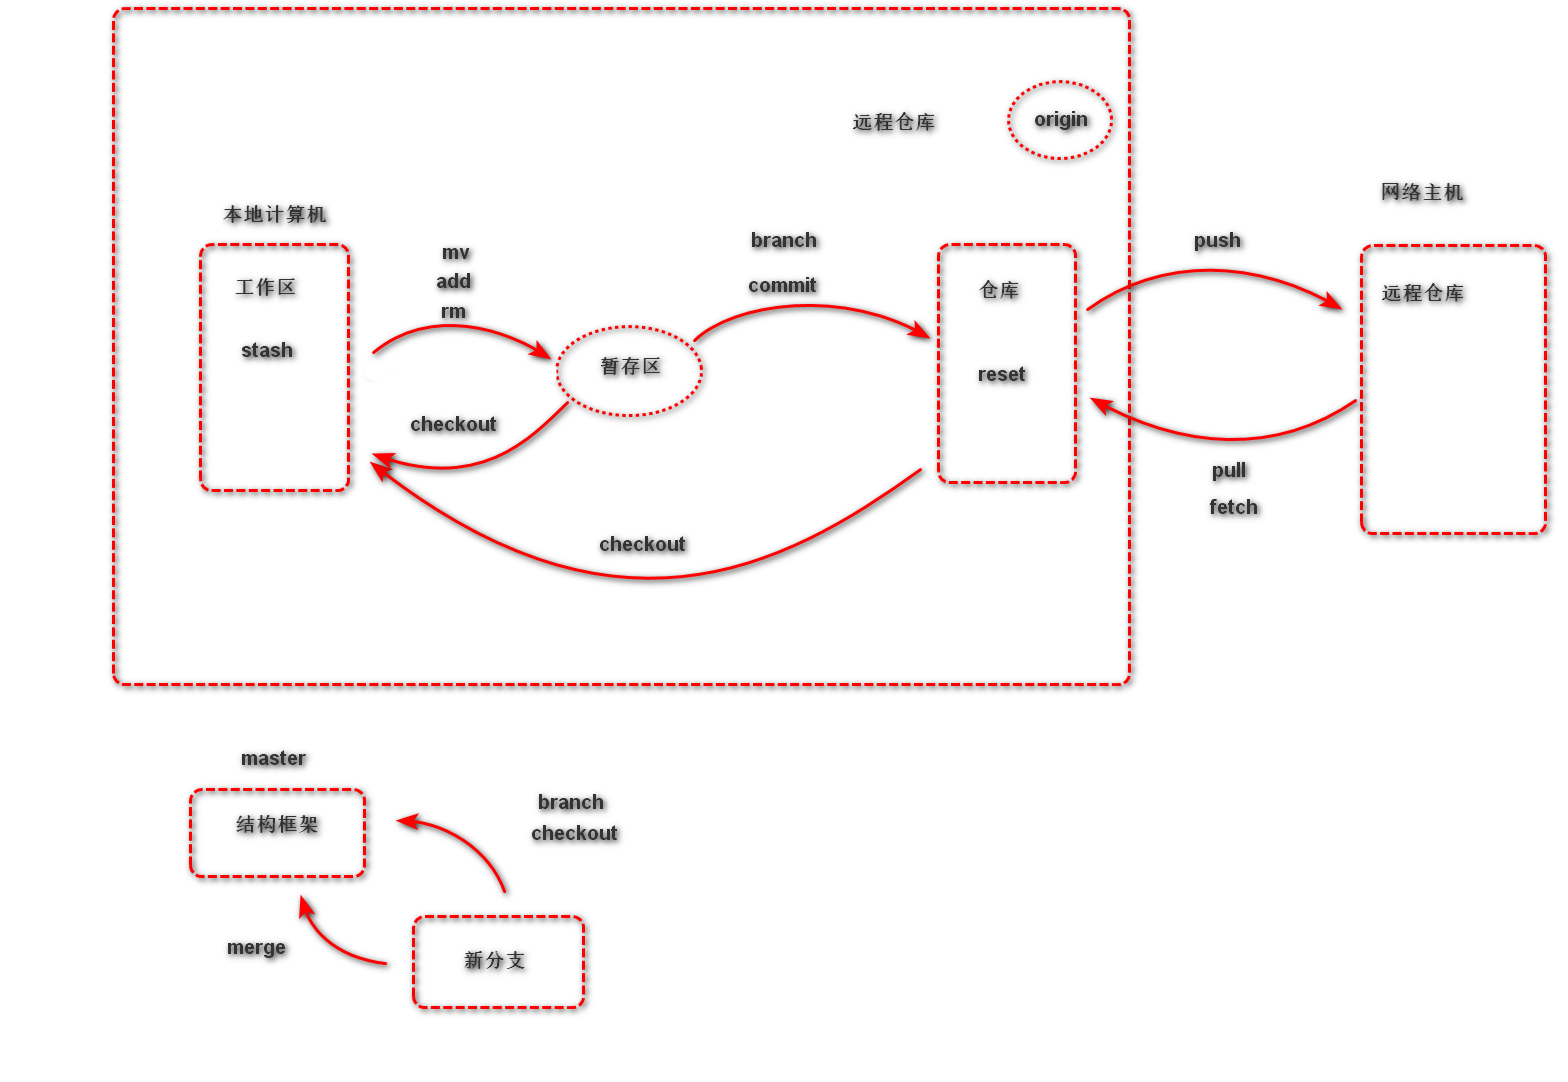 远程仓库
origin
网络主机
本地计算机
工作区
stash
mv
add
rm
暂存区
checkout
branch
commit
仓库
reset
checkout
push
远程仓库
pull
fetch
master
结构框架
branch
checkout
merge
新分支